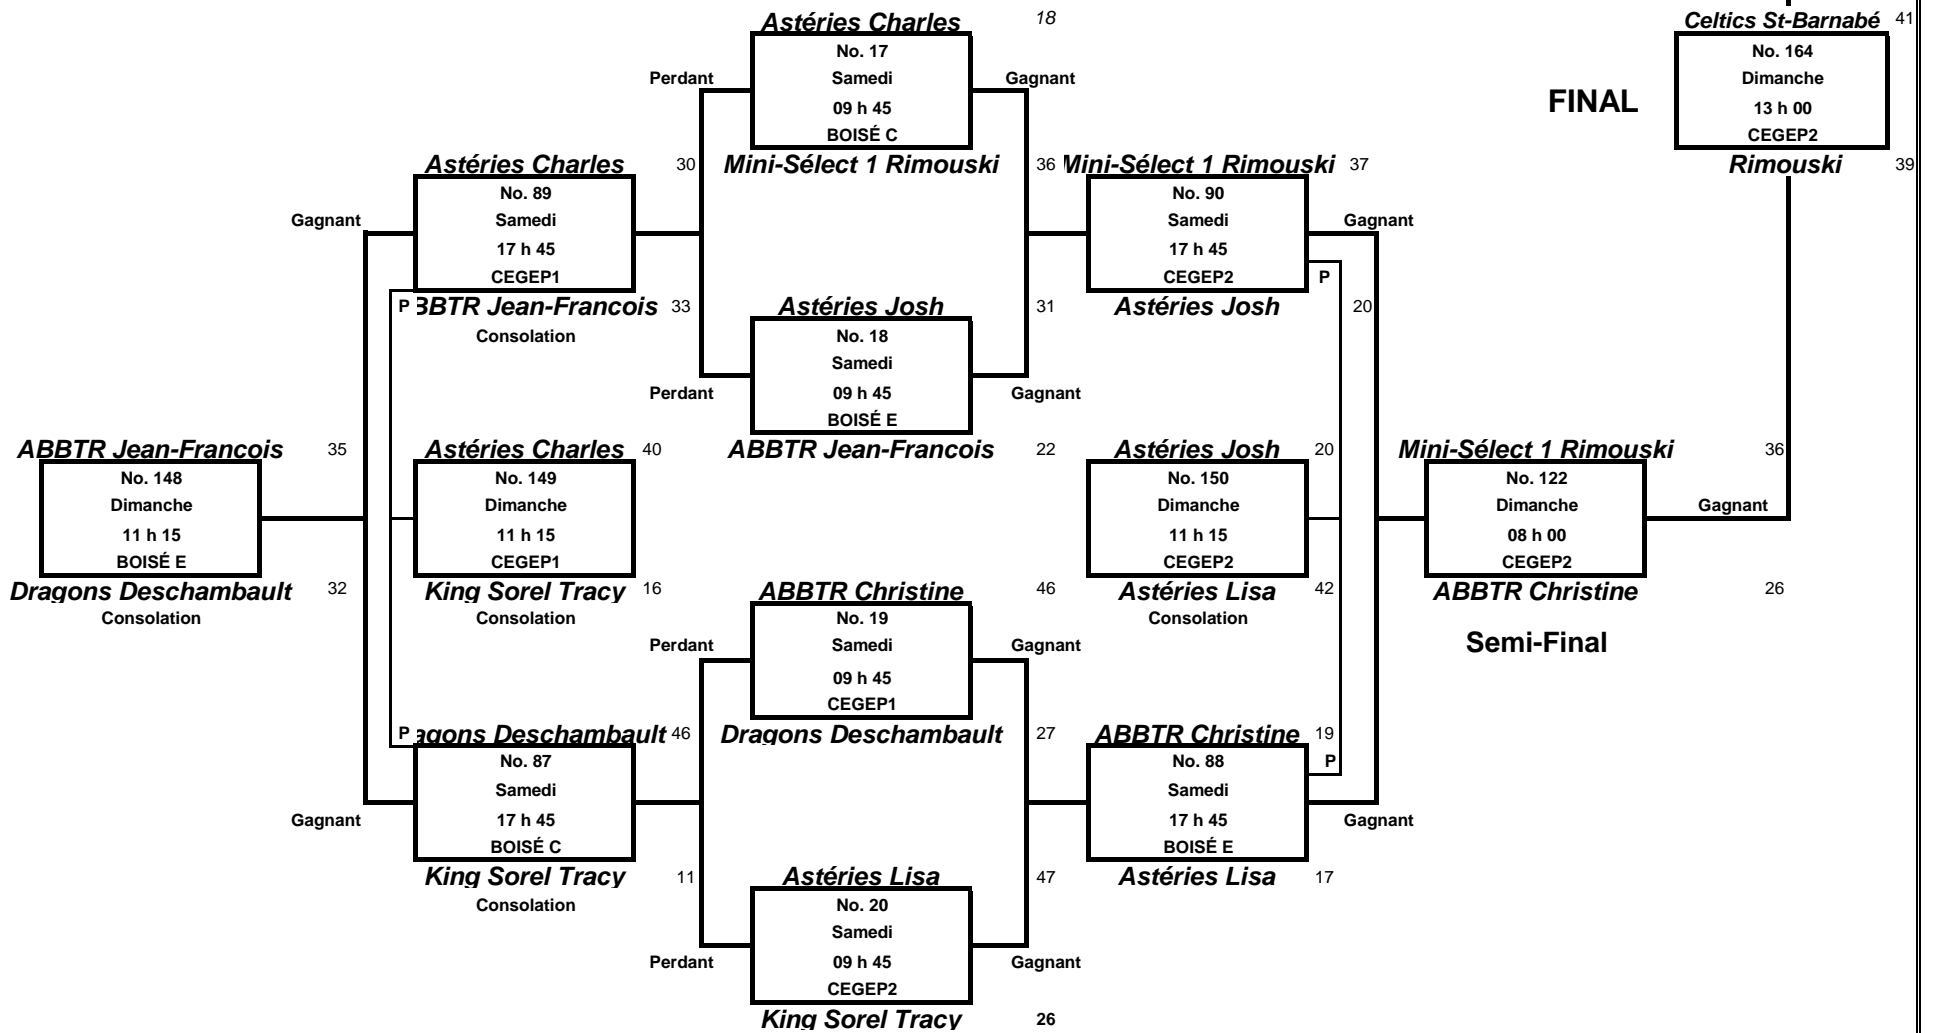 Astéries Charles 18
No. 17
Samedi
09 h 45
BOISÉ C
Perdant
Gagnant
Mini-Sélect 1 Rimouski 36
Celtics St-Barnabé 41
No. 164
Dimanche
13 h 00
CEGEP2
FINAL
Rimouski 39
Astéries Charles 30
No. 89
Samedi
17 h 45
CEGEP1
Gagnant
P
BBTR Jean-Francois 33
Consolation
Astéries Josh 31
No. 18
Samedi
09 h 45
BOISÉ E
Perdant
Gagnant
ABBTR Jean-Francois 22
Mini-Sélect 1 Rimouski 37
No. 90
Samedi
17 h 45
CEGEP2
Gagnant
P
Astéries Josh 20
ABBTR Jean-Francois 35
No. 148
Dimanche
11 h 15
BOISÉ E
Dragons Deschambault 32
Consolation
Astéries Charles 40
No. 149
Dimanche
11 h 15
CEGEP1
King Sorel Tracy 16
Consolation
Astéries Josh 20
No. 150
Dimanche
11 h 15
CEGEP2
Astéries Lisa 42
Consolation
Mini-Sélect 1 Rimouski 36
No. 122
Dimanche
08 h 00
CEGEP2
Gagnant
ABBTR Christine 26
Semi-Final
ABBTR Christine 46
No. 19
Samedi
09 h 45
CEGEP1
Perdant
Gagnant
Dragons Deschambault 27
P
agons Deschambault 46
No. 87
Samedi
17 h 45
BOISÉ C
Gagnant
King Sorel Tracy 11
Consolation
ABBTR Christine 19
No. 88
Samedi
17 h 45
BOISÉ E
P
Gagnant
Astéries Lisa 17
Astéries Lisa 47
No. 20
Samedi
09 h 45
CEGEP2
Perdant
Gagnant
King Sorel Tracy 26